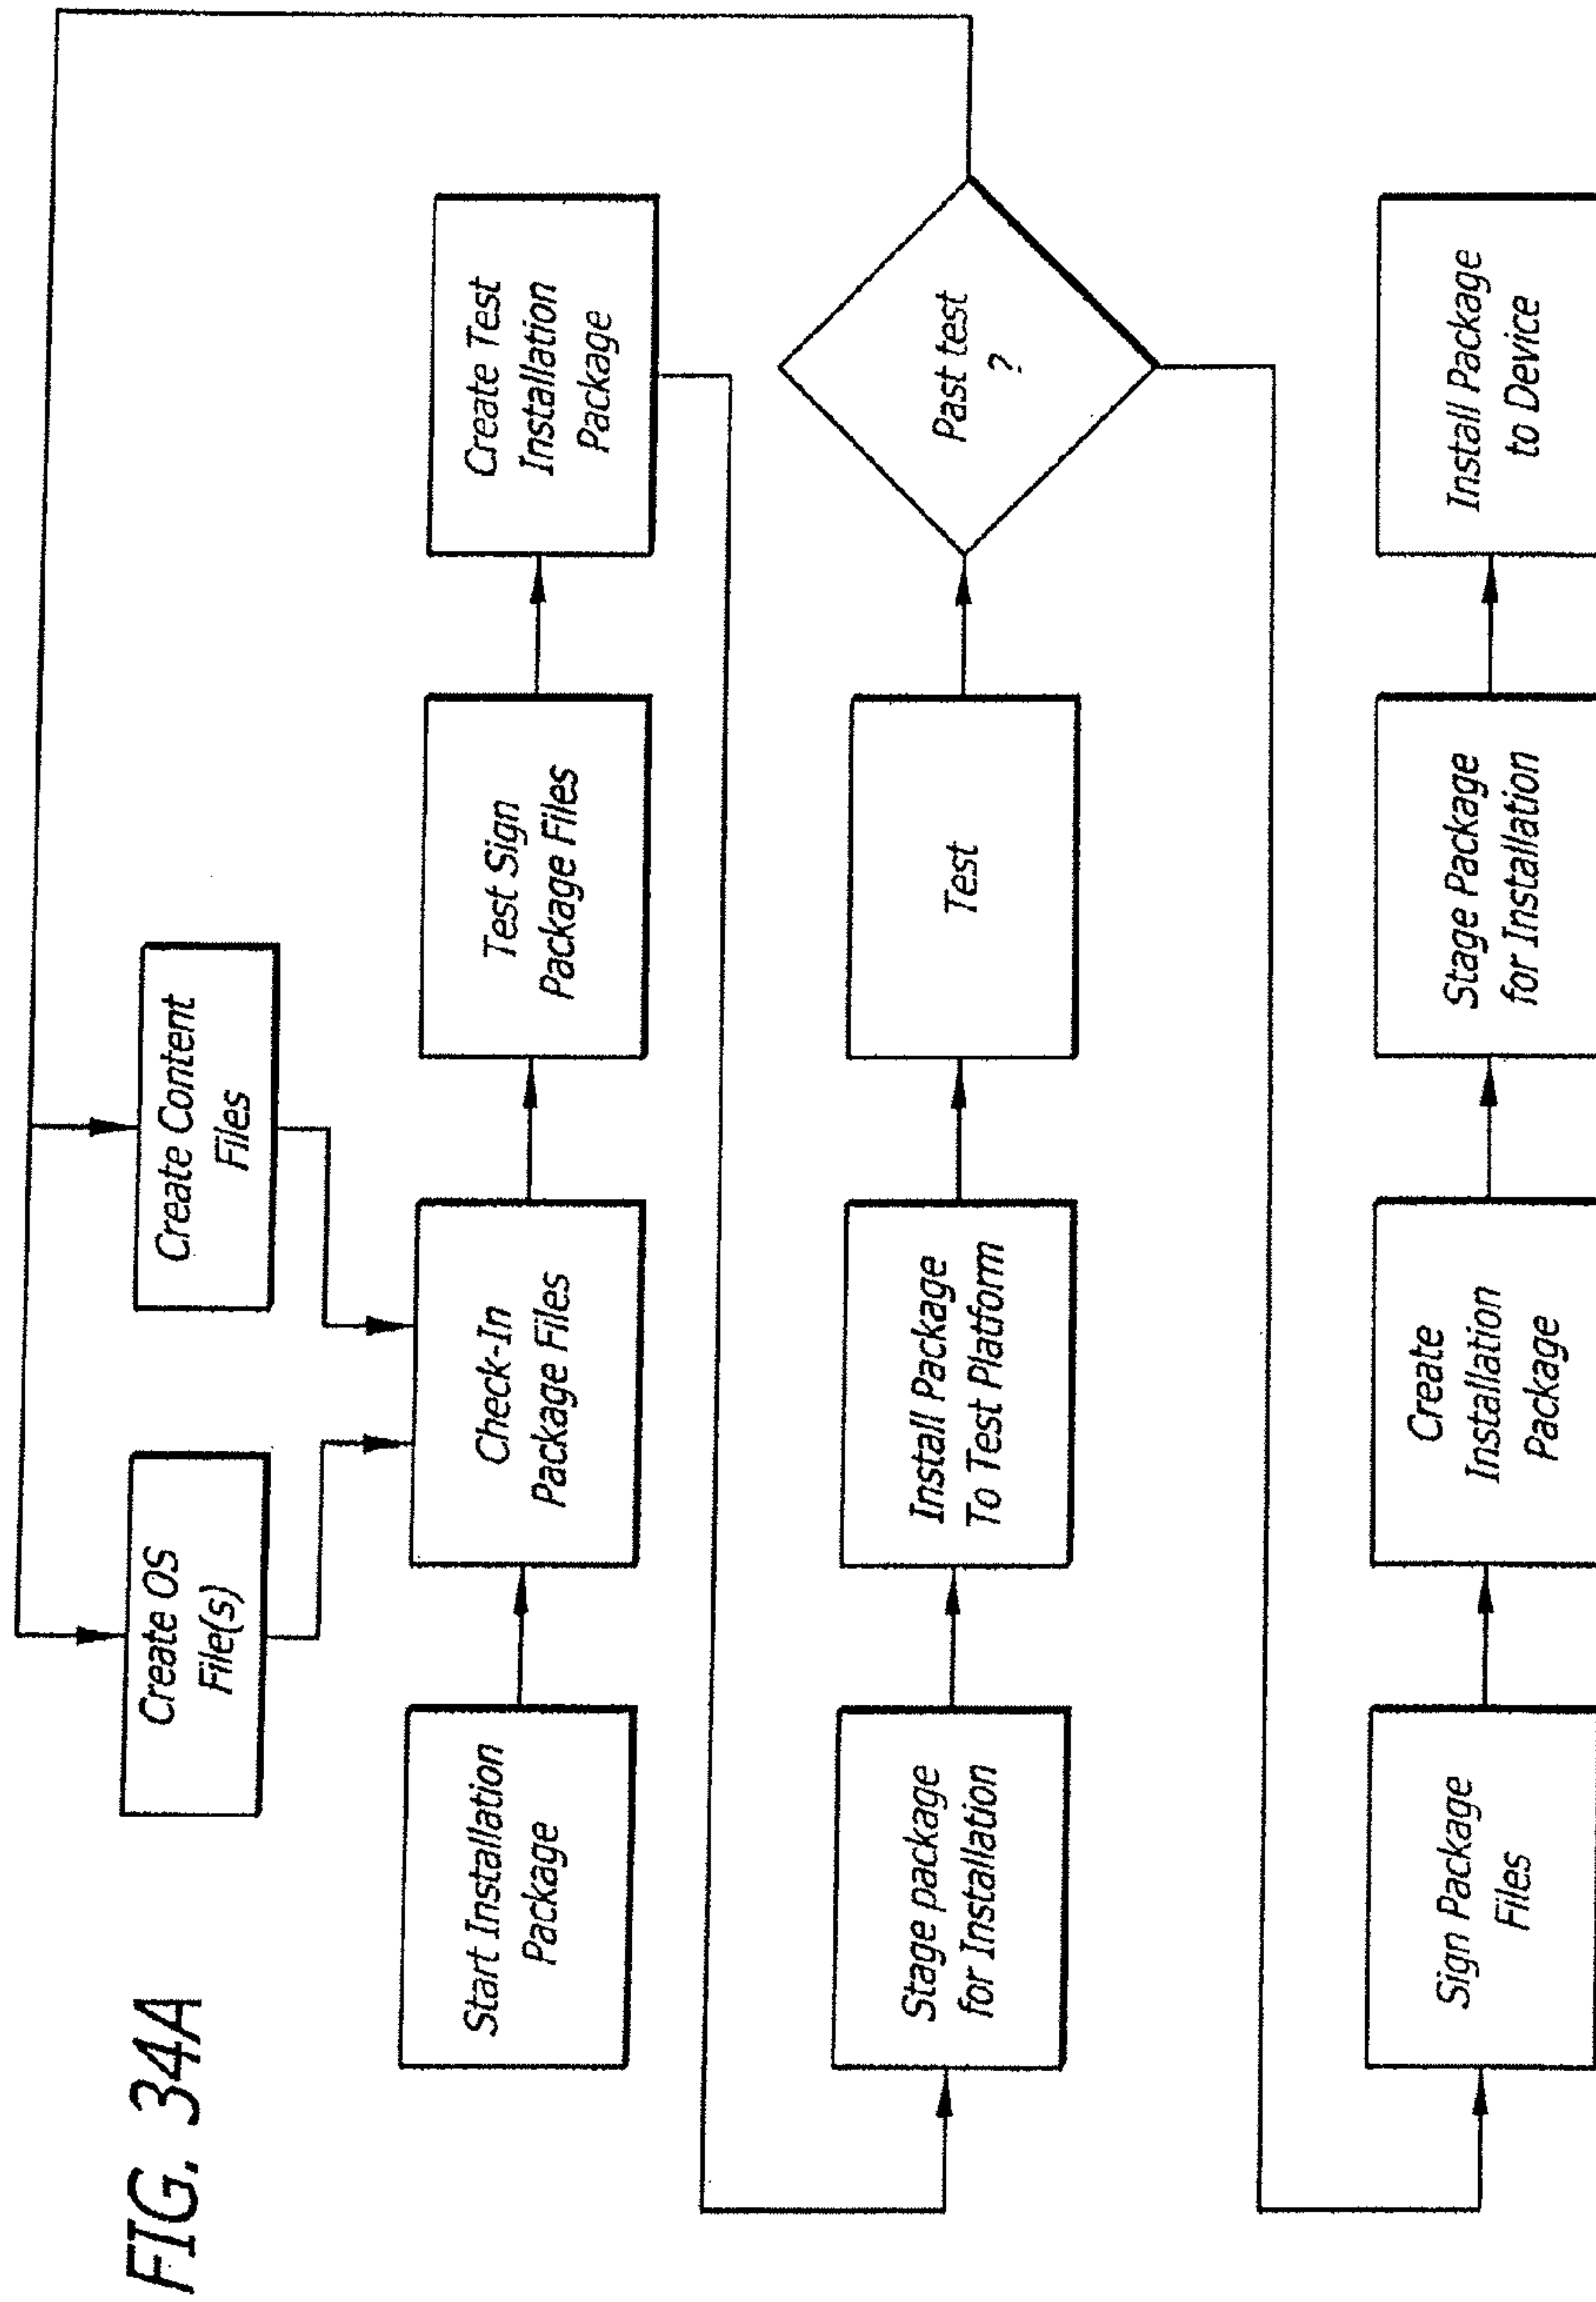 FIG. 34A
Create OS
File(s)
Create Content
Files
Start Installation
Package
Check-In
Package Files
Test Sign
Package Files
Create Test
Installation
Package
Stage package
for Installation
Install Package
To Test Platform
Test
Past test
?
Sign Package
Files
Create
Installation
Package
Stage Package
for Installation
Install Package
to Device